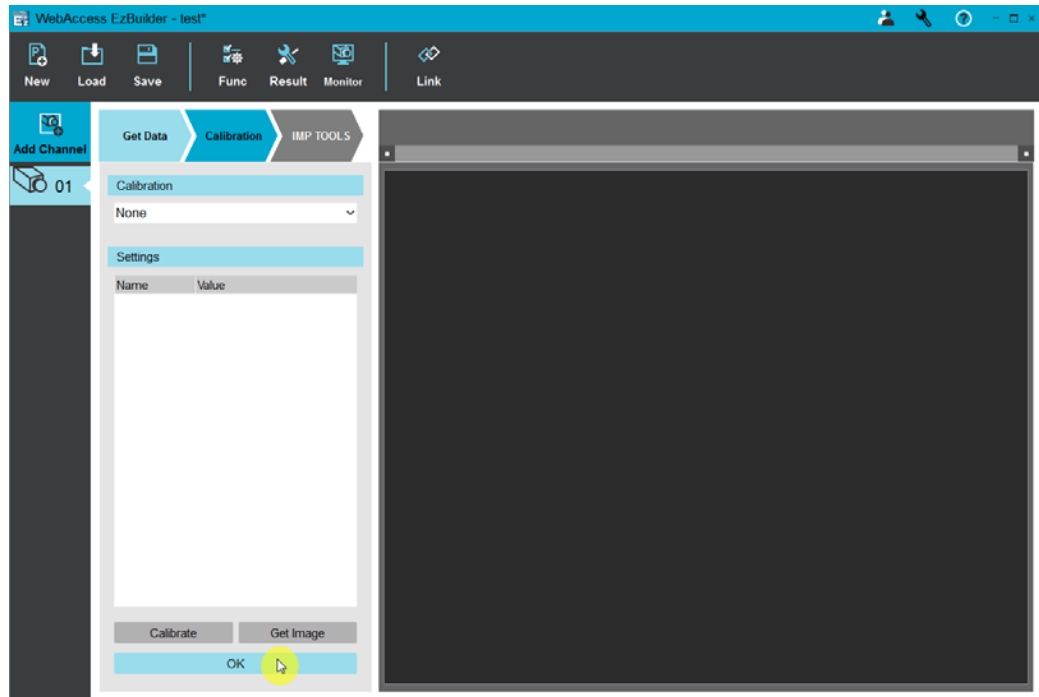 WebAccess EzBuilder - test*
New Load Save Func Result Monitor Link
Add Channel
Get Data Calibration IMP TOOLS
01
Calibration
None
Settings
Name Value
Calibrate Get Image
OK